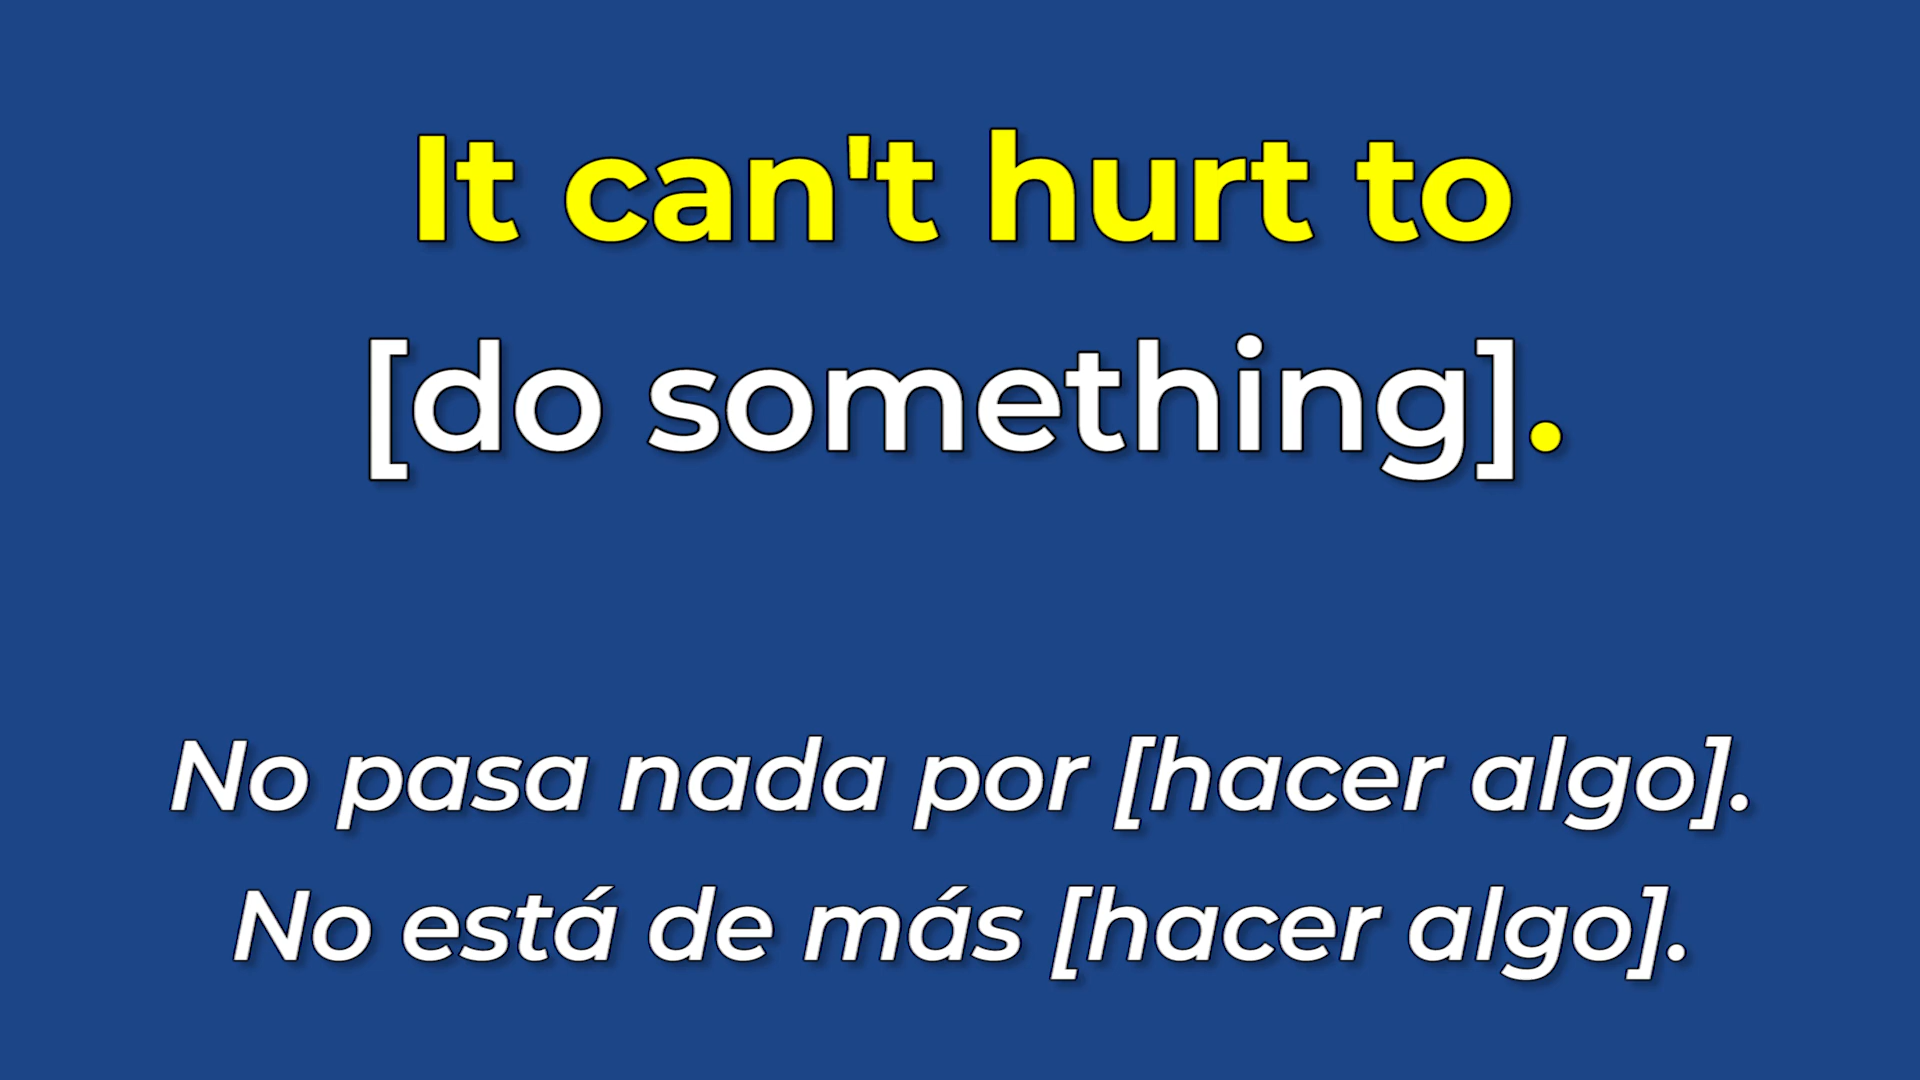 It can't hurt to
[do something].
No pasa nada por [hacer algo].
No está de más [hacer algo].